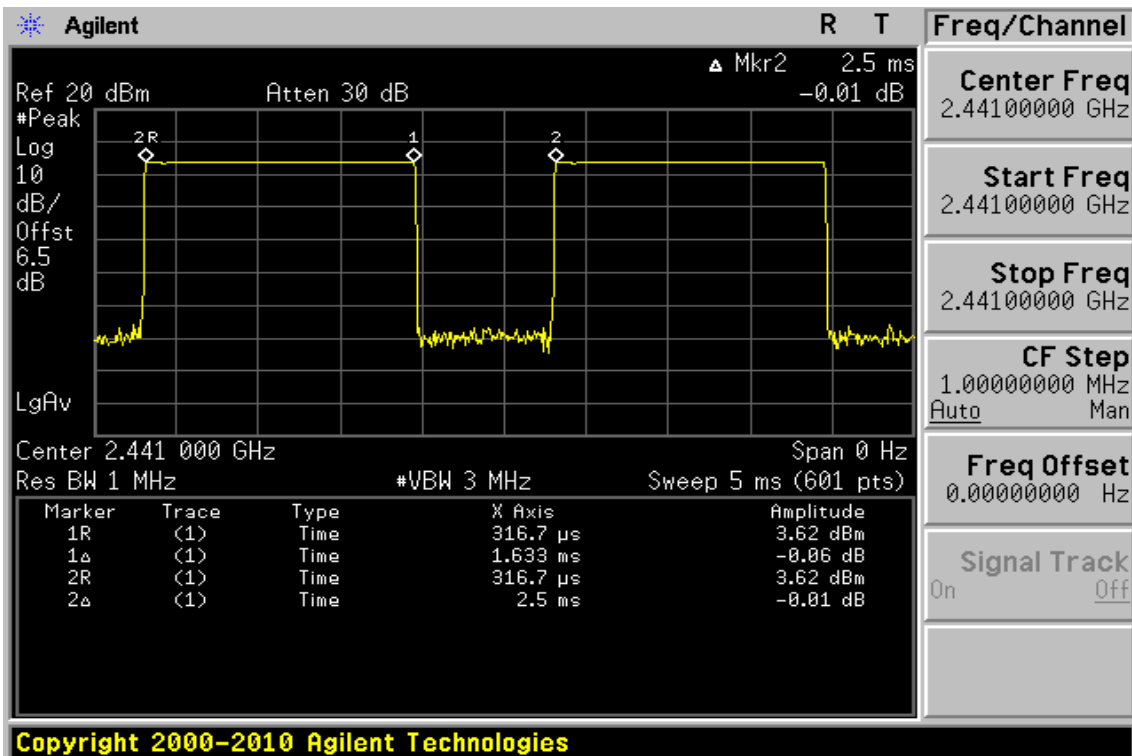 Agilent R T
Freq/Channel
Δ Mkr2 2.5 ms
Ref 20 dBm Atten 30 dB -0.01 dB
#Peak
Log
10
dB/
Offst
6.5
dB
LgAv
2R
1
2
Center 2.441 000 GHz Span 0 Hz
Res BW 1 MHz #VBW 3 MHz Sweep 5 ms (601 pts)
Marker Trace Type X Axis Amplitude
1R (1) Time 316.7 µs 3.62 dBm
1Δ (1) Time 1.633 ms -0.06 dB
2R (1) Time 316.7 µs 3.62 dBm
2Δ (1) Time 2.5 ms -0.01 dB
Center Freq
2.44100000 GHz
Start Freq
2.44100000 GHz
Stop Freq
2.44100000 GHz
CF Step
1.00000000 MHz
Auto Man
Freq Offset
0.00000000 Hz
Signal Track
On Off
Copyright 2000-2010 Agilent Technologies